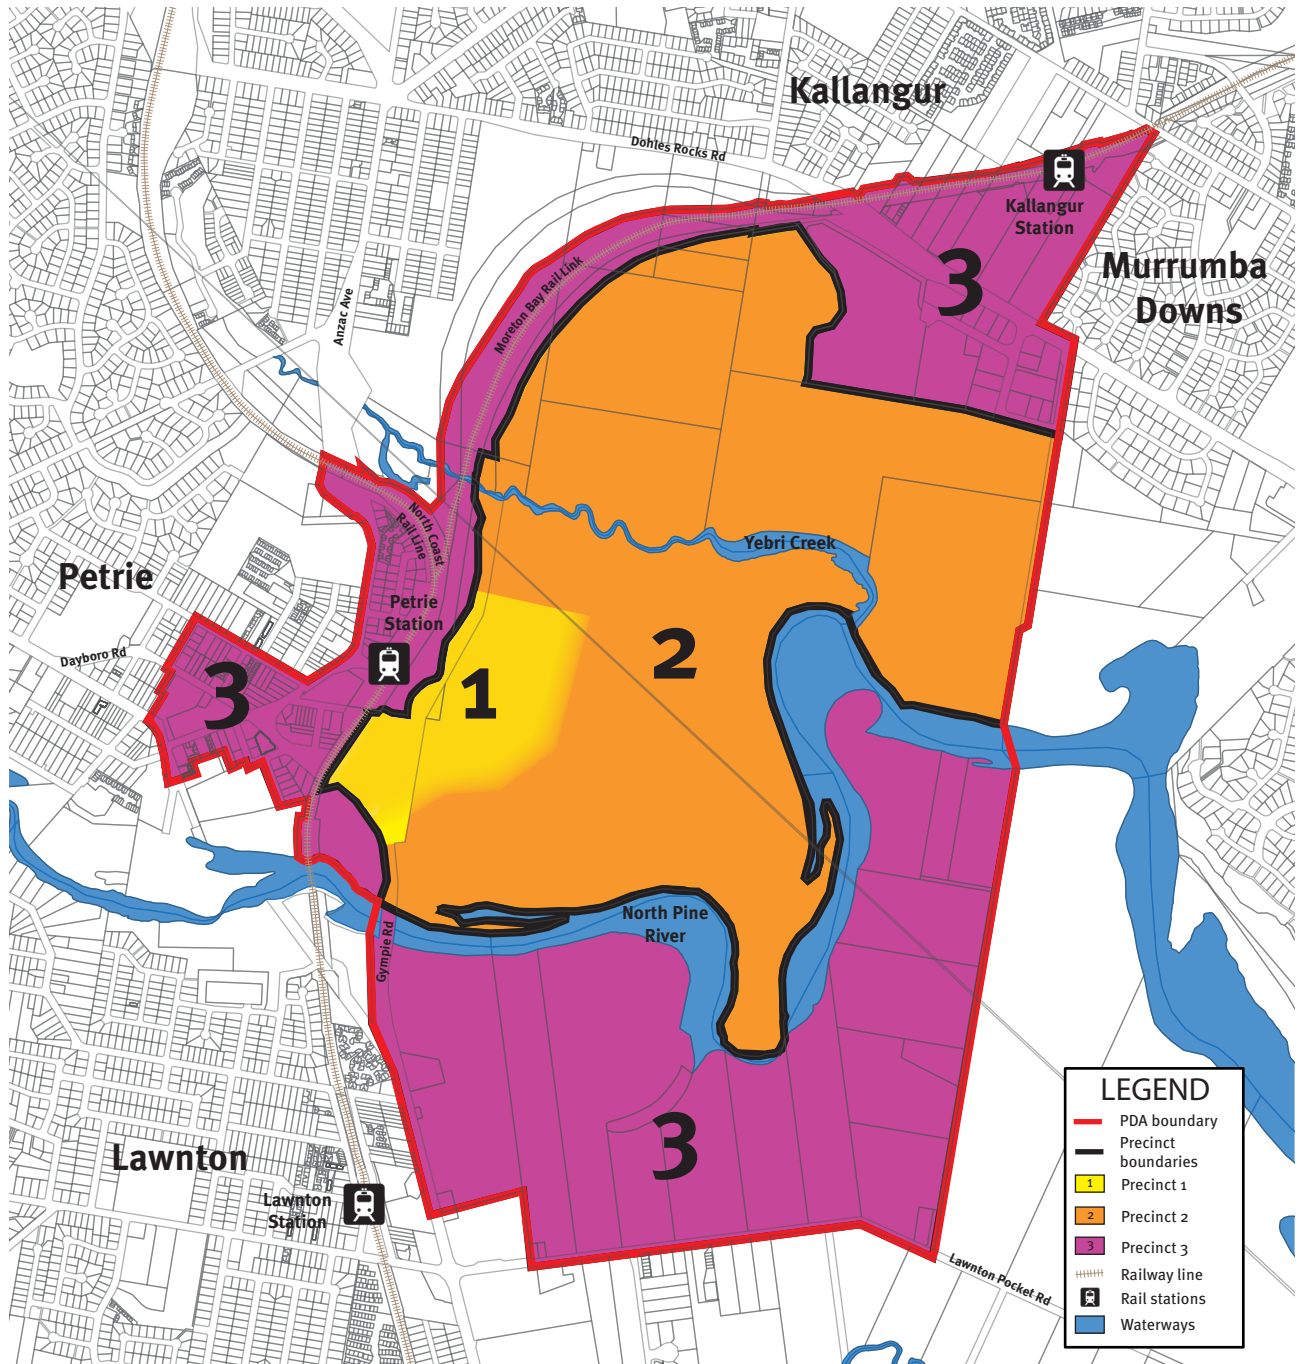 Kallangur
Dohles Rocks Rd
Kallangur
Station
Murrumba
Downs
3
Moreton Bay Rail Link
Anzac Ave
North Coast
Rail Line
Yebri Creek
Petrie
Petrie
Station
Dayboro Rd
3
1
2
North Pine
River
Gympie Rd
3
Lawnton
Lawnton
Station
Lawnton Pocket Rd
LEGEND
PDA boundary
Precinct
boundaries
1 Precinct 1
2 Precinct 2
3 Precinct 3
Railway line
Rail stations
Waterways